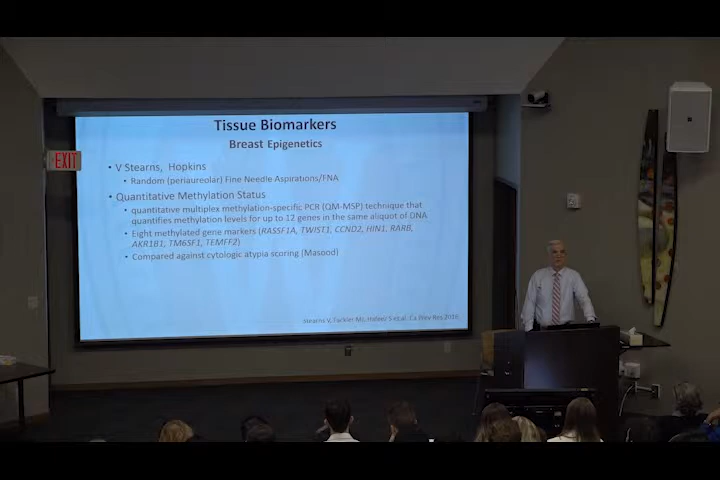 Tissue Biomarkers
Breast Epigenetics
EXIT
• V Stearns, Hopkins
• Random (periaureolar) Fine Needle Aspirations/FNA
• Quantitative Methylation Status
• quantitative multiplex methylation-specific PCR (QM-MSP) technique that
quantifies methylation levels for up to 12 genes in the same aliquot of DNA
• Eight methylated gene markers (RASSF1A, TWIST1, CCND2, HIN1, RARB,
AKR1B1, TM6SF1, TEMFF2)
• Compared against cytologic atypia scoring (Masood)
Stearns V, MJ, S et al. Ca Prev Res 2016